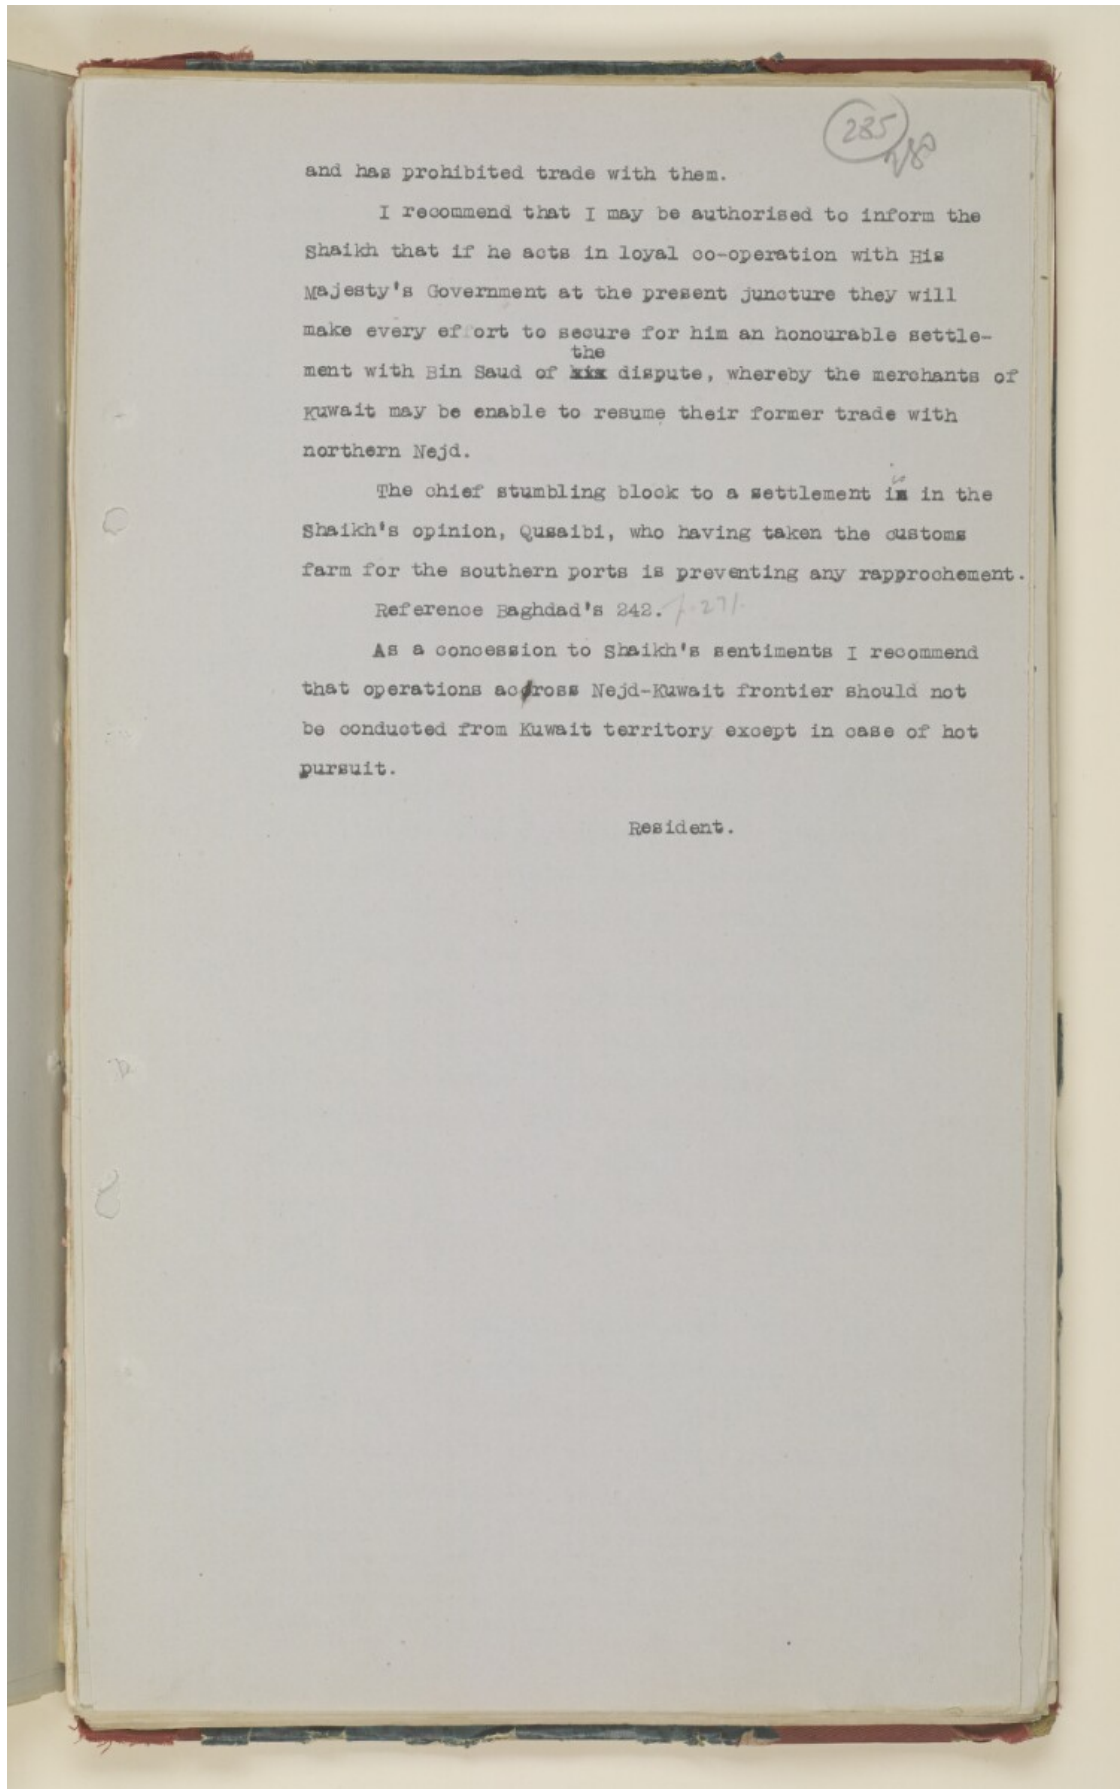 285
280
and has prohibited trade with them.
I recommend that I may be authorised to inform the
Shaikh that if he acts in loyal co-operation with His
Majesty's Government at the present juncture they will
make every effort to secure for him an honourable settle-
the
ment with Bin Saud of his dispute, whereby the merchants of
Kuwait may be enable to resume their former trade with
northern Nejd.
The chief stumbling block to a settlement is in the
Shaikh's opinion, Qusaibi, who having taken the customs
farm for the southern ports is preventing any rapprochement.
Reference Baghdad's 242. p.271.
As a concession to Shaikh's sentiments I recommend
that operations accross Nejd-Kuwait frontier should not
be conducted from Kuwait territory except in case of hot
pursuit.
Resident.